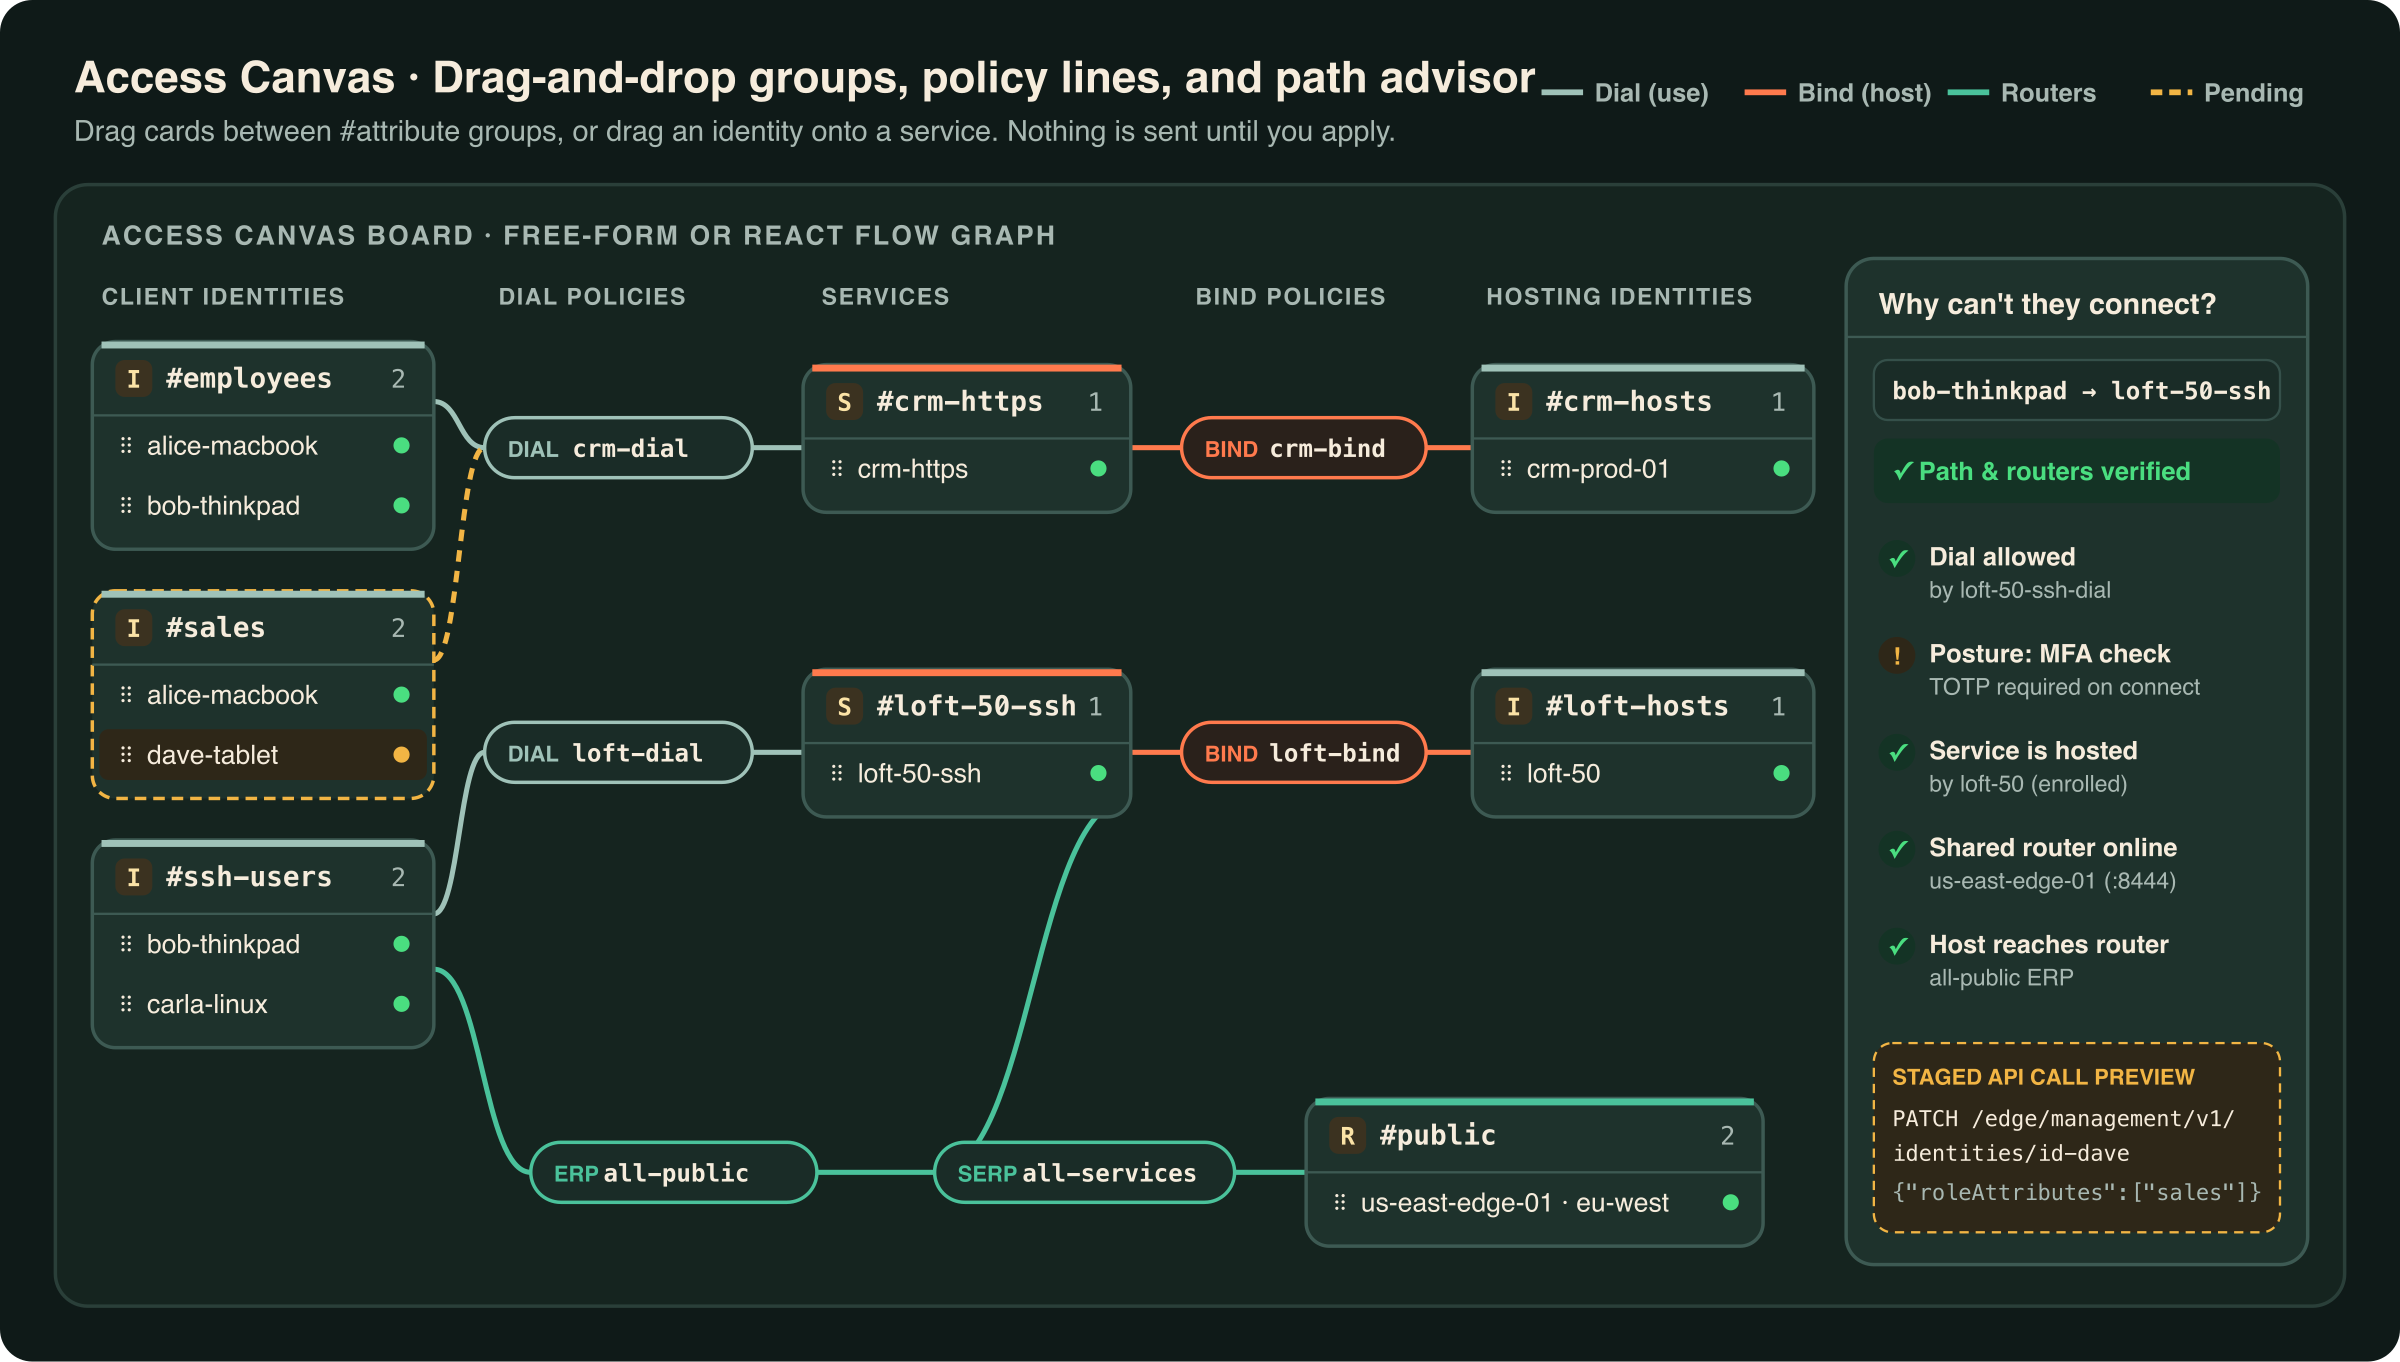 Access Canvas · Drag-and-drop groups, policy lines, and path advisor
Dial (use)
Bind (host)
Routers
Pending
Drag cards between #attribute groups, or drag an identity onto a service. Nothing is sent until you apply.
ACCESS CANVAS BOARD · FREE-FORM OR REACT FLOW GRAPH
CLIENT IDENTITIES
I #employees 2
alice-macbook
bob-thinkpad
I #sales 2
alice-macbook
dave-tablet
I #ssh-users 2
bob-thinkpad
carla-linux
DIAL POLICIES
DIAL crm-dial
DIAL loft-dial
SERVICES
S #crm-https 1
crm-https
S #loft-50-ssh 1
loft-50-ssh
BIND POLICIES
BIND crm-bind
BIND loft-bind
HOSTING IDENTITIES
I #crm-hosts 1
crm-prod-01
I #loft-hosts 1
loft-50
ERP all-public
SERP all-services
R #public 2
us-east-edge-01 · eu-west
Why can't they connect?
bob-thinkpad → loft-50-ssh
✓ Path & routers verified
✓ Dial allowed
by loft-50-ssh-dial
! Posture: MFA check
TOTP required on connect
✓ Service is hosted
by loft-50 (enrolled)
✓ Shared router online
us-east-edge-01 (:8444)
✓ Host reaches router
all-public ERP
STAGED API CALL PREVIEW
PATCH /edge/management/v1/
identities/id-dave
{"roleAttributes":["sales"]}